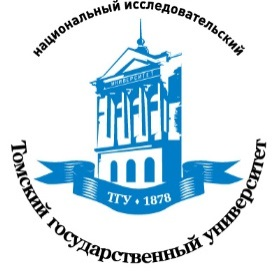 национальный исследовательский
УНИВЕРСИТЕТ
ТГУ • 1878
Томский государственный университет